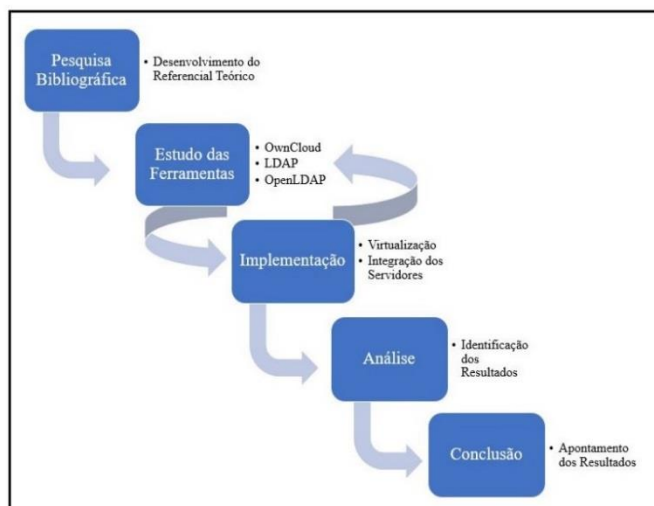 Pesquisa
Bibliográfica
• Desenvolvimento do
Referencial Teórico
Estudo das
Ferramentas
• OwnCloud
• LDAP
• OpenLDAP
Implementação
• Virtualização
• Integração dos
Servidores
Análise
• Identificação
dos
Resultados
Conclusão
• Apontamento
dos Resultados